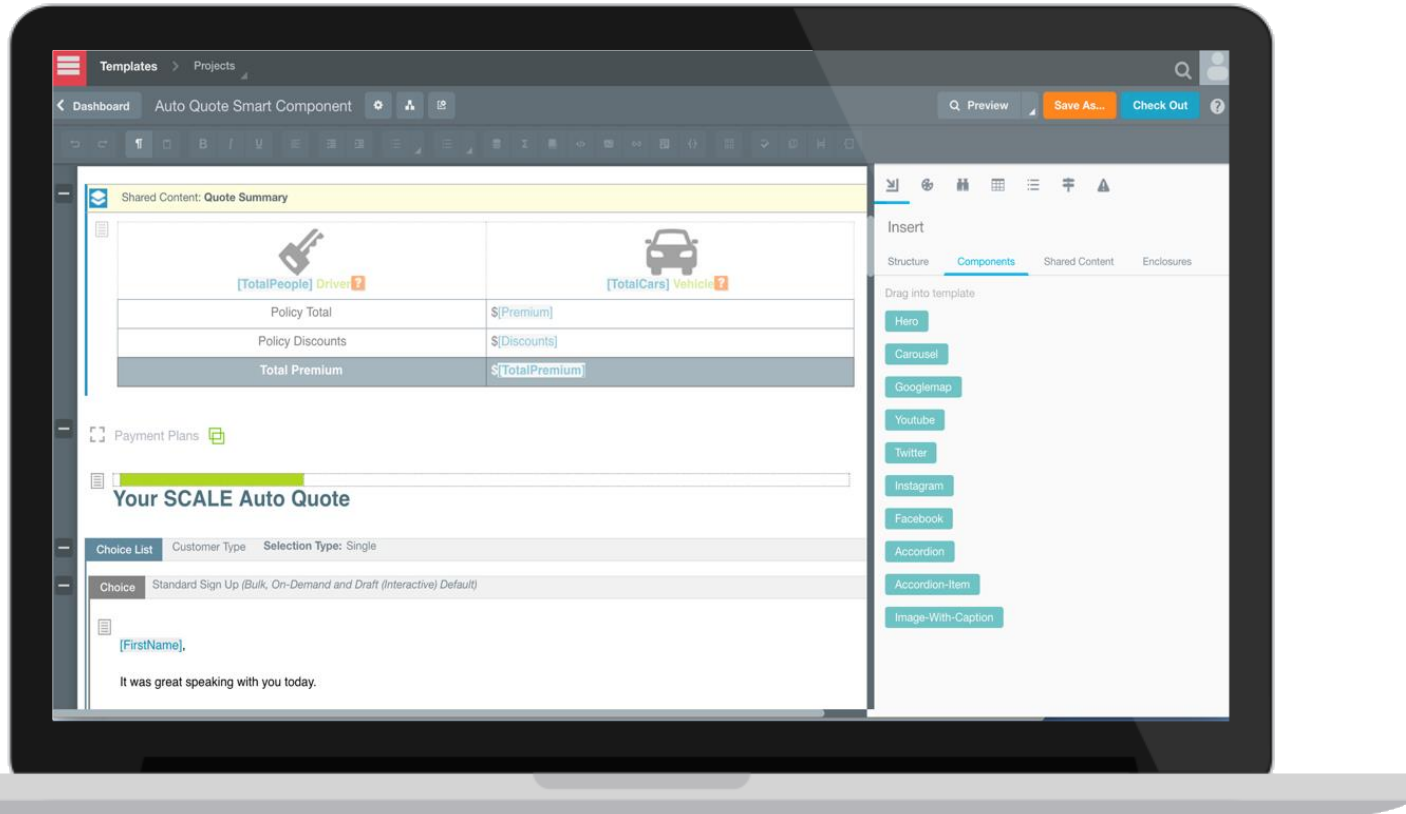 Templates > Projects
Dashboard Auto Quote Smart Component Preview Save As... Check Out ?
B I U
Shared Content: Quote Summary
[TotalPeople] Driver? [TotalCars] Vehicle?
Policy Total $[Premium]
Policy Discounts $[Discounts]
Total Premium $[TotalPremium]
Payment Plans
Your SCALE Auto Quote
Choice List Customer Type Selection Type: Single
Choice Standard Sign Up (Bulk, On-Demand and Draft (Interactive) Default)
[FirstName],
It was great speaking with you today.
Insert
Structure Components Shared Content Enclosures
Drag into template
Hero
Carousel
Googlemap
Youtube
Twitter
Instagram
Facebook
Accordion
Accordion-Item
Image-With-Caption